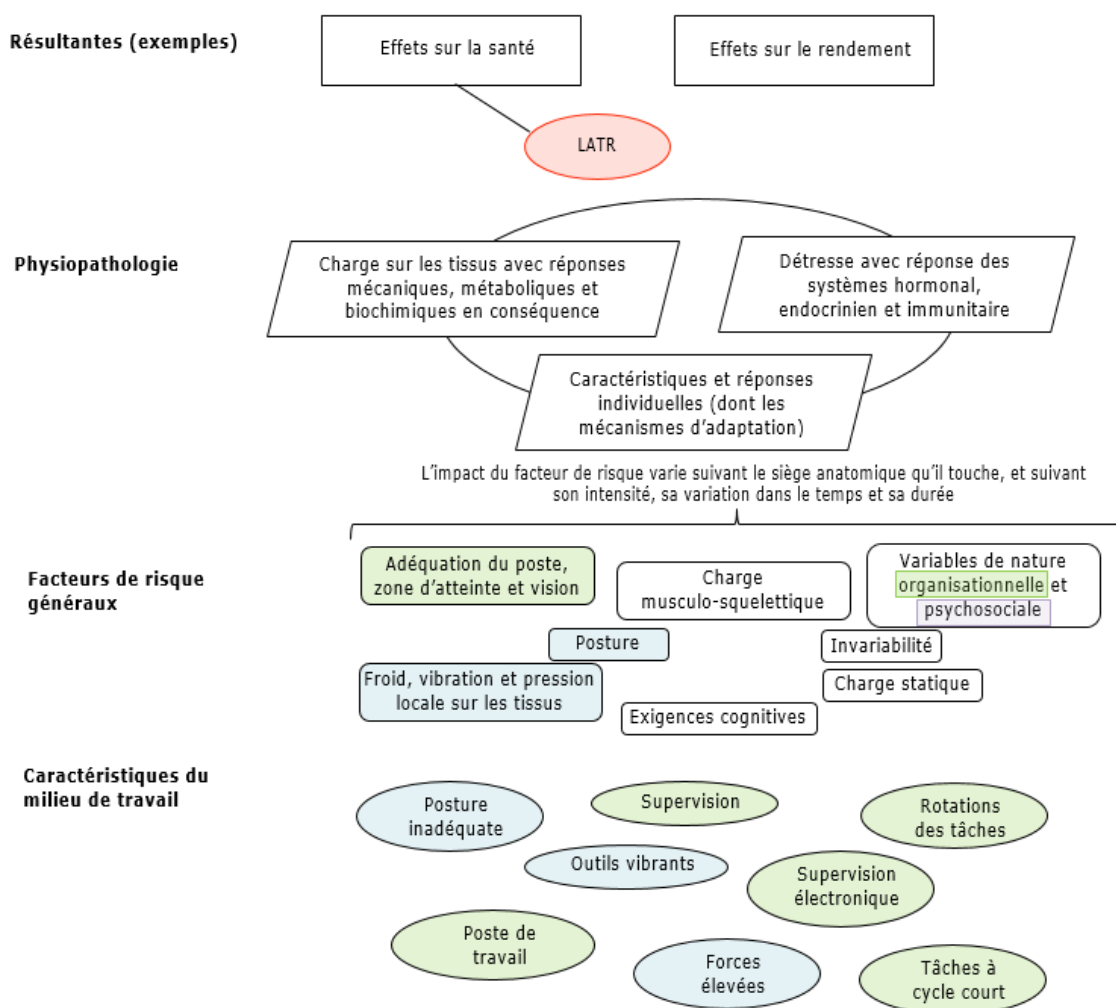 Résultantes (exemples)
Effets sur la santé
Effets sur le rendement
LATR
Physiopathologie
Charge sur les tissus avec réponses
mécaniques, métaboliques et
biochimiques en conséquence
Détresse avec réponse des
systèmes hormonal,
endocrinien et immunitaire
Caractéristiques et réponses
individuelles (dont les
mécanismes d'adaptation)
L'impact du facteur de risque varie suivant le siège anatomique qu'il touche, et suivant
son intensité, sa variation dans le temps et sa durée
Facteurs de risque
généraux
Adéquation du poste,
zone d'atteinte et vision
Charge
musculo-squelettique
Variables de nature
organisationnelle et
psychosociale
Posture
Invariabilité
Froid, vibration et pression
locale sur les tissus
Charge statique
Exigences cognitives
Caractéristiques du
milieu de travail
Posture
inadéquate
Supervision
Rotations
des tâches
Outils vibrants
Supervision
électronique
Poste de
travail
Forces
élevées
Tâches à
cycle court